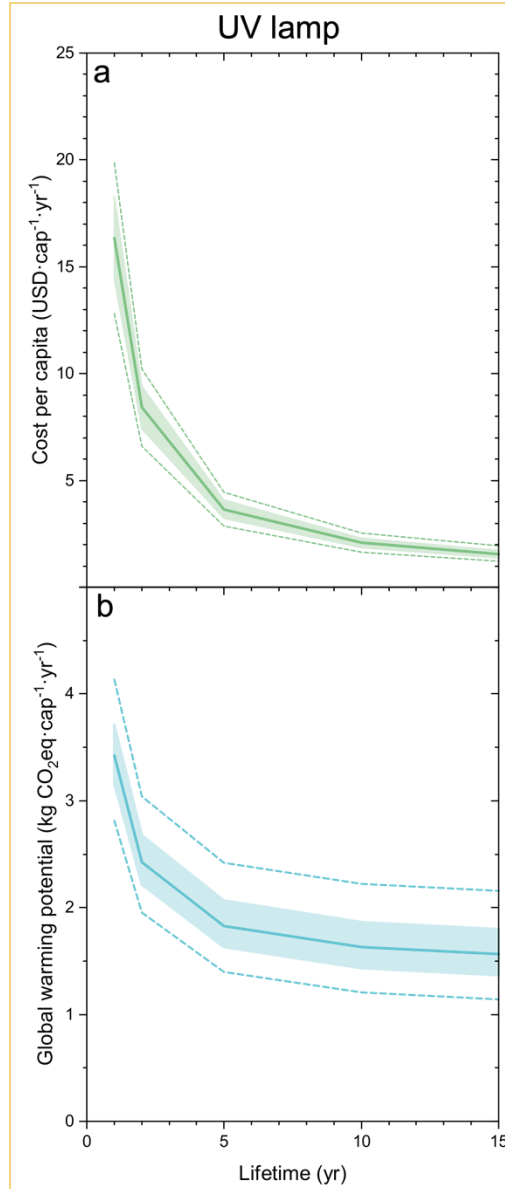 UV lamp
a
25
20
15
10
5
Cost per capita (USD·cap⁻¹·yr⁻¹)
b
4
3
2
1
0
Global warming potential (kg CO₂eq·cap⁻¹·yr⁻¹)
0 5 10 15
Lifetime (yr)